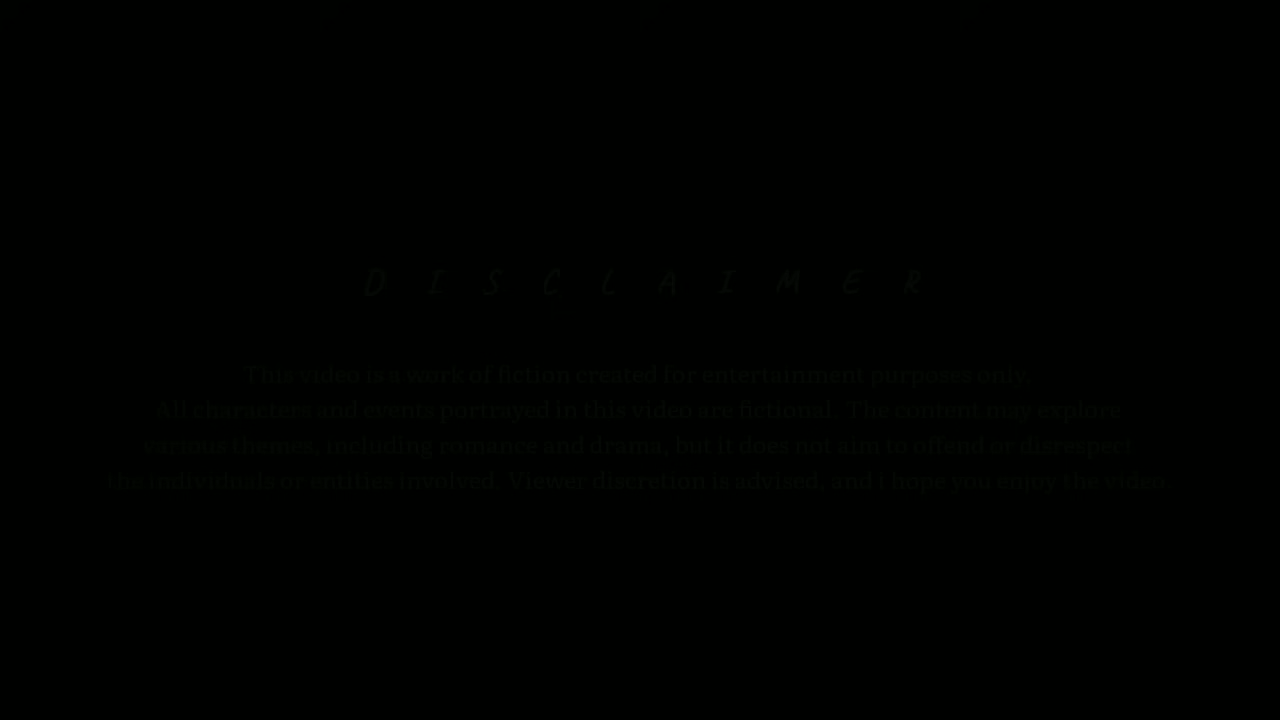 D I S C L A I M E R
This video is a work of fiction created for entertainment purposes only.
All characters and events portrayed in this video are fictional. The content may explore
various themes, including romance and drama, but it does not aim to offend or disrespect
the individuals or entities involved. Viewer discretion is advised, and I hope you enjoy the video.